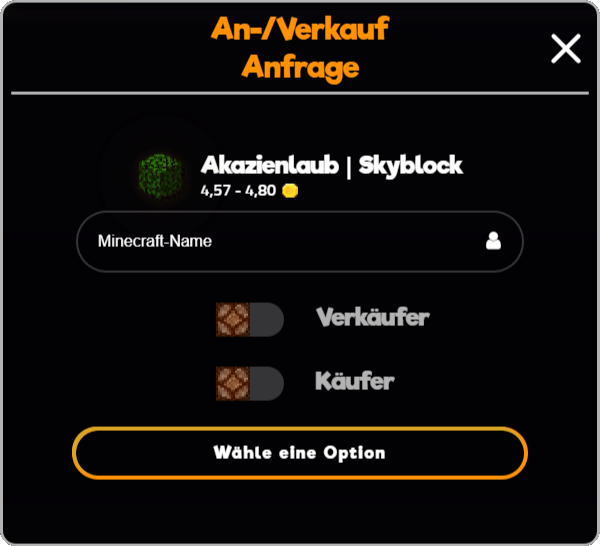 An-/Verkauf
Anfrage
Akazienlaub | Skyblock
4,57 - 4,80
Minecraft-Name
Verkäufer
Käufer
Wähle eine Option